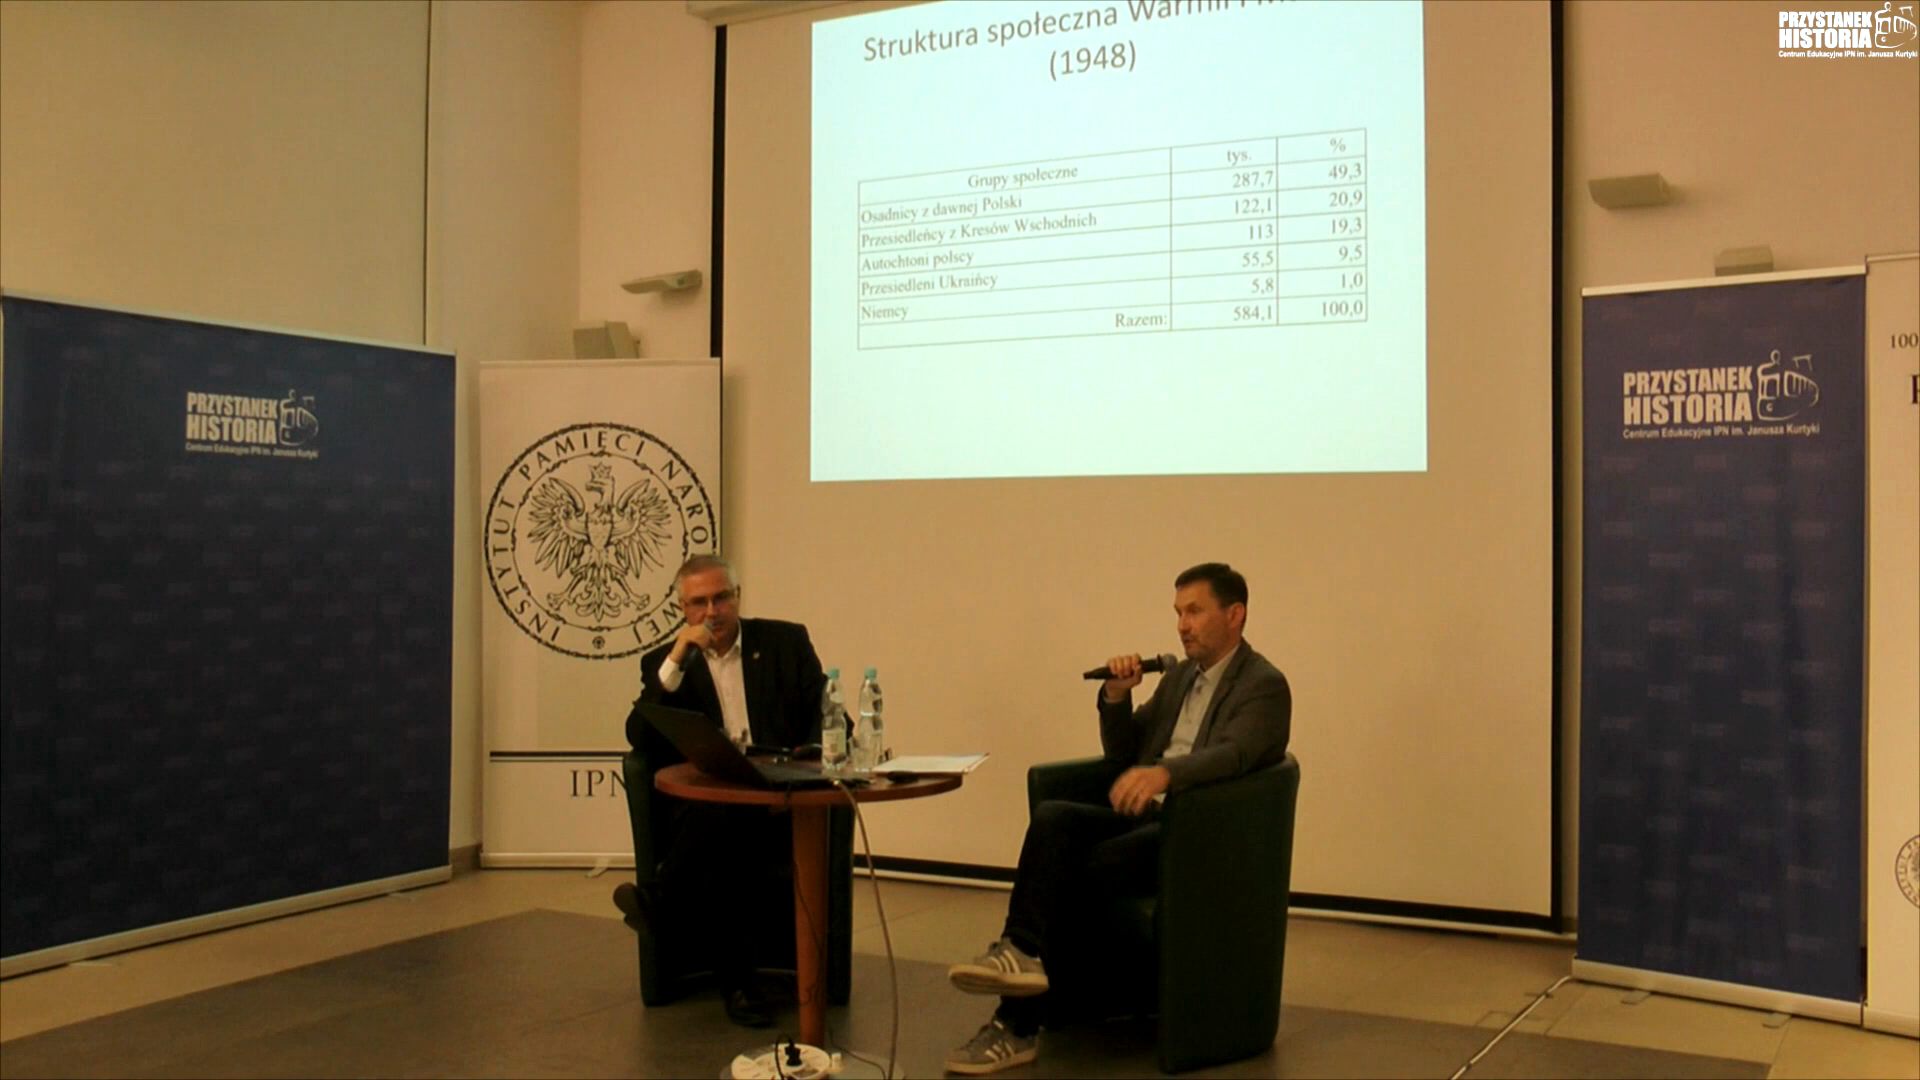 PRZYSTANEK
HISTORIA
Centrum Edukacyjne IPN im. Janusza Kurtyki
Struktura społeczna Warmii i
(1948)
Grupy społeczne tys. %
Osadnicy z dawnej Polski 287,7 49,3
Przesiedleńcy z Kresów Wschodnich 122,1 20,9
Autochtoni polscy 113 19,3
Przesiedleni Ukraińcy 55,5 9,5
Niemcy 5,8 1,0
Razem: 584,1 100,0
PRZYSTANEK
HISTORIA
Centrum Edukacyjne IPN im. Janusza Kurtyki
INSTYTUT PAMIĘCI NARODOWEJ
IPN
PRZYSTANEK
HISTORIA
Centrum Edukacyjne IPN im. Janusza Kurtyki
100